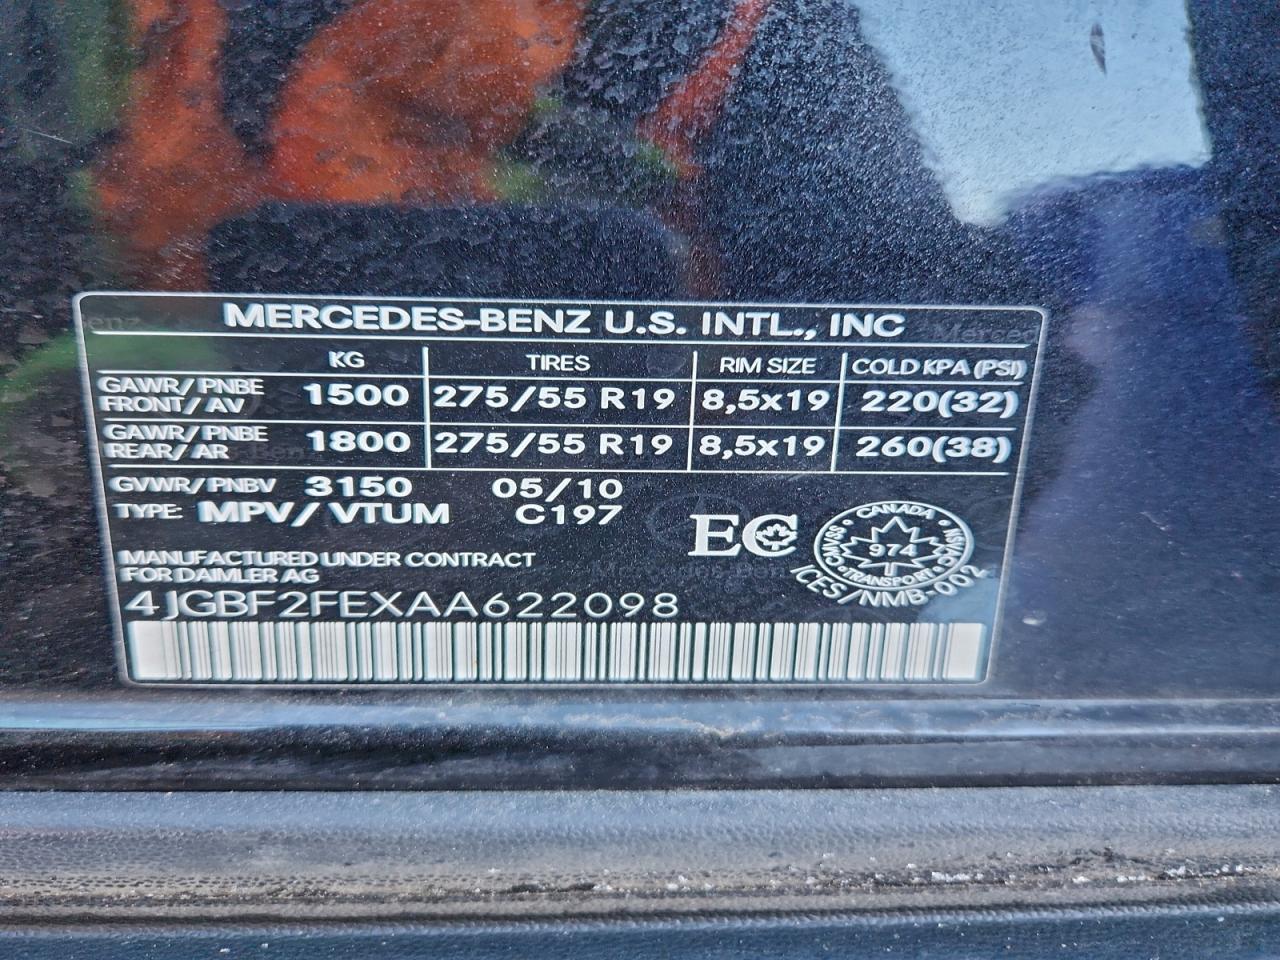 MERCEDES-BENZ U.S. INTL., INC
KG TIRES RIM SIZE COLD KPA (PSI)
GAWR/PNBE FRONT/AV 1500 275/55 R19 8,5x19 220(32)
GAWR/PNBE REAR/AR 1800 275/55 R19 8,5x19 260(38)
GVWR/PNBV 3150 05/10
TYPE: MPV/VTUM C197
EC
CANADA
974
TRANSPORT
ICES/NMB-002
MANUFACTURED UNDER CONTRACT
FOR DAIMLER AG
4JGBF2FEXAA622098